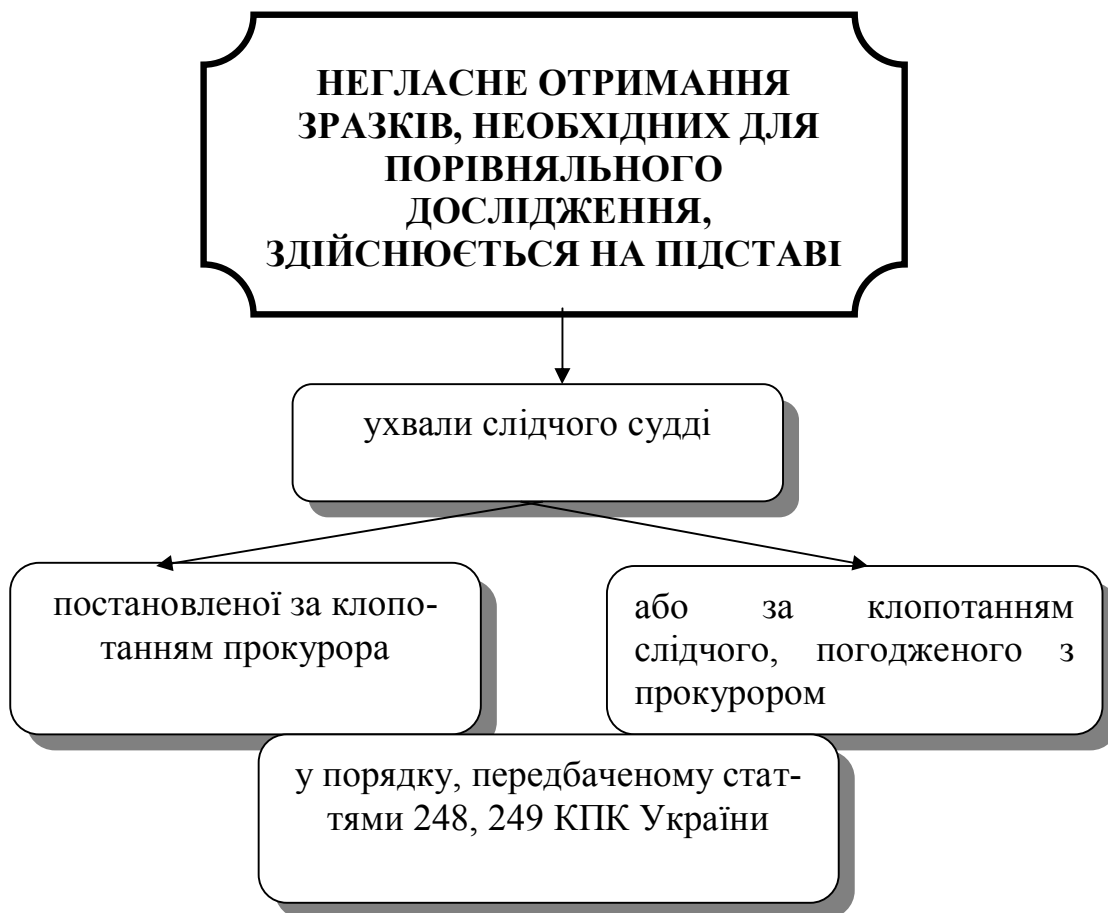 НЕГЛАСНЕ ОТРИМАННЯ
ЗРАЗКІВ, НЕОБХІДНИХ ДЛЯ
ПОРІВНЯЛЬНОГО
ДОСЛІДЖЕННЯ,
ЗДІЙСНЮЄТЬСЯ НА ПІДСТАВІ
ухвали слідчого судді
постановленої за клопо-
танням прокурора
або за клопотанням
слідчого, погодженого з
прокурором
у порядку, передбаченому стат-
тями 248, 249 КПК України